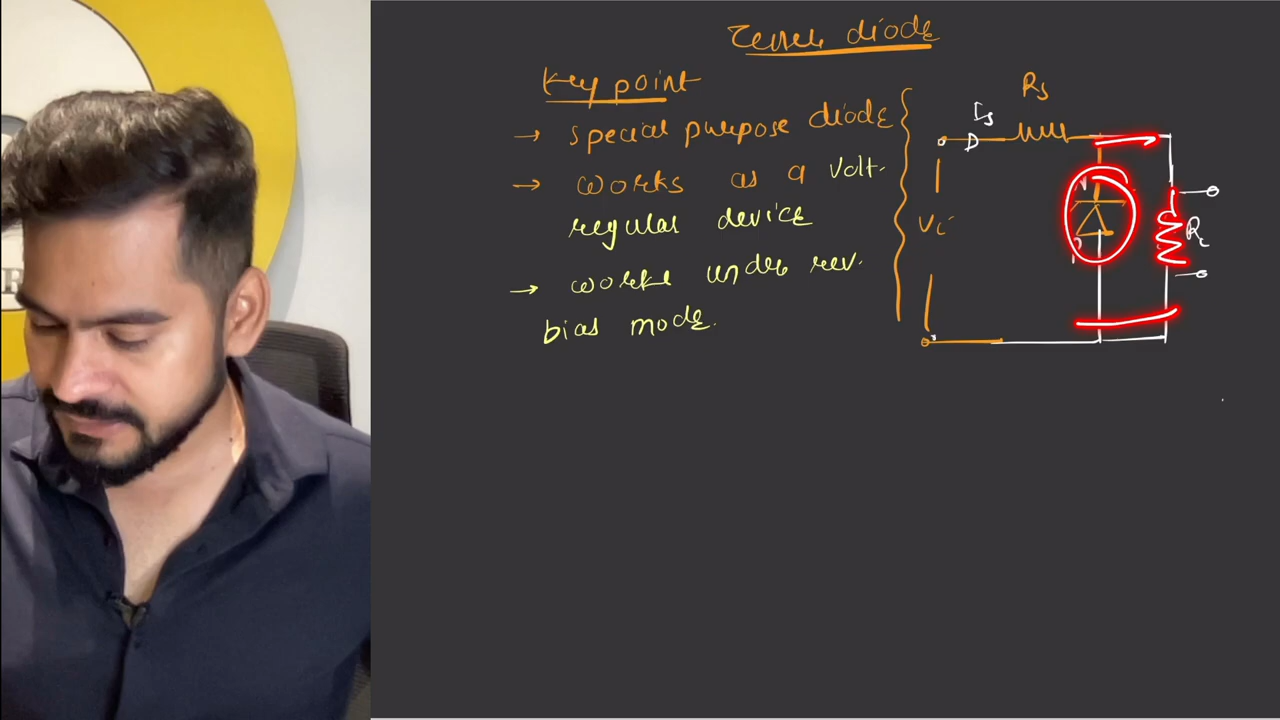 Zener diode
Key point
→ special purpose diode
→ works as a volt.
regular device
→ works under rev.
bias mode.
Rs
Is
Vi
N
P
RL
R